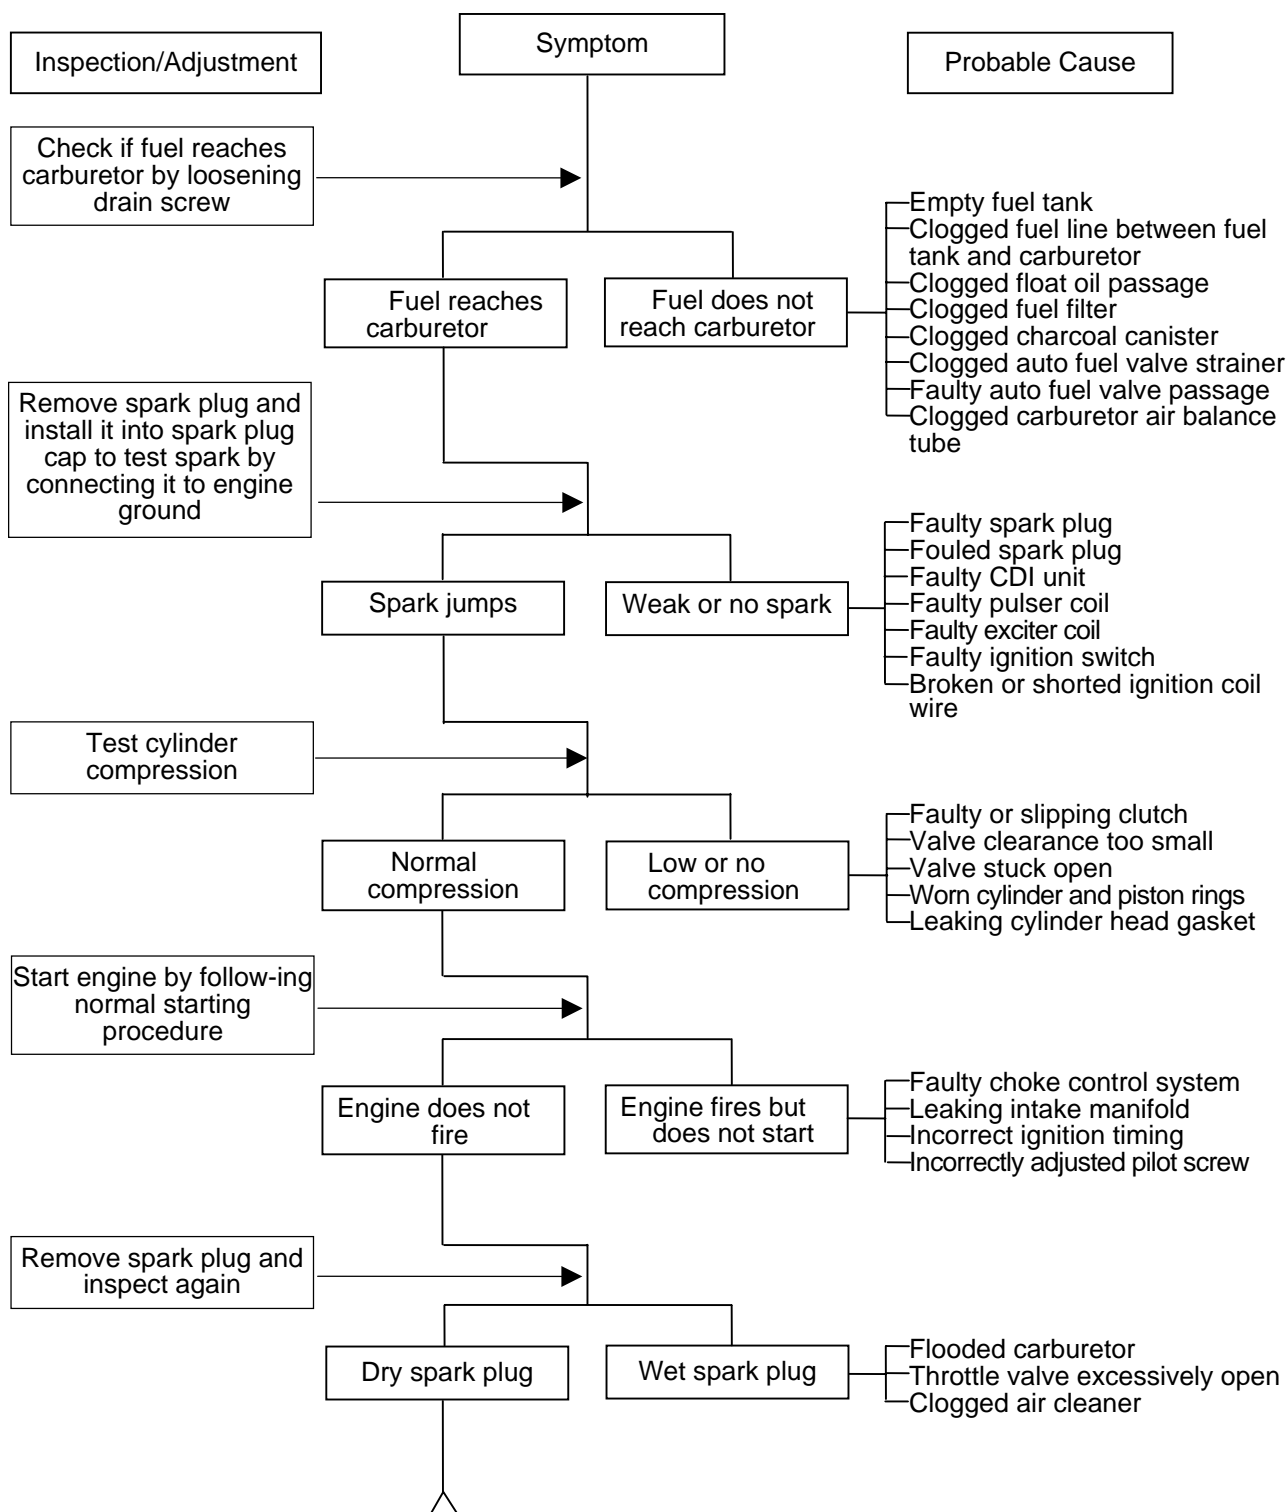 Symptom
Inspection/Adjustment
Probable Cause
Check if fuel reaches
carburetor by loosening
drain screw
Fuel reaches
carburetor
Fuel does not
reach carburetor
Empty fuel tank
Clogged fuel line between fuel
tank and carburetor
Clogged float oil passage
Clogged fuel filter
Clogged charcoal canister
Clogged auto fuel valve strainer
Faulty auto fuel valve passage
Clogged carburetor air balance
tube
Remove spark plug and
install it into spark plug
cap to test spark by
connecting it to engine
ground
Spark jumps
Weak or no spark
Faulty spark plug
Fouled spark plug
Faulty CDI unit
Faulty pulser coil
Faulty exciter coil
Faulty ignition switch
Broken or shorted ignition coil
wire
Test cylinder
compression
Normal
compression
Low or no
compression
Faulty or slipping clutch
Valve clearance too small
Valve stuck open
Worn cylinder and piston rings
Leaking cylinder head gasket
Start engine by follow-ing
normal starting
procedure
Engine does not
fire
Engine fires but
does not start
Faulty choke control system
Leaking intake manifold
Incorrect ignition timing
Incorrectly adjusted pilot screw
Remove spark plug and
inspect again
Dry spark plug
Wet spark plug
Flooded carburetor
Throttle valve excessively open
Clogged air cleaner